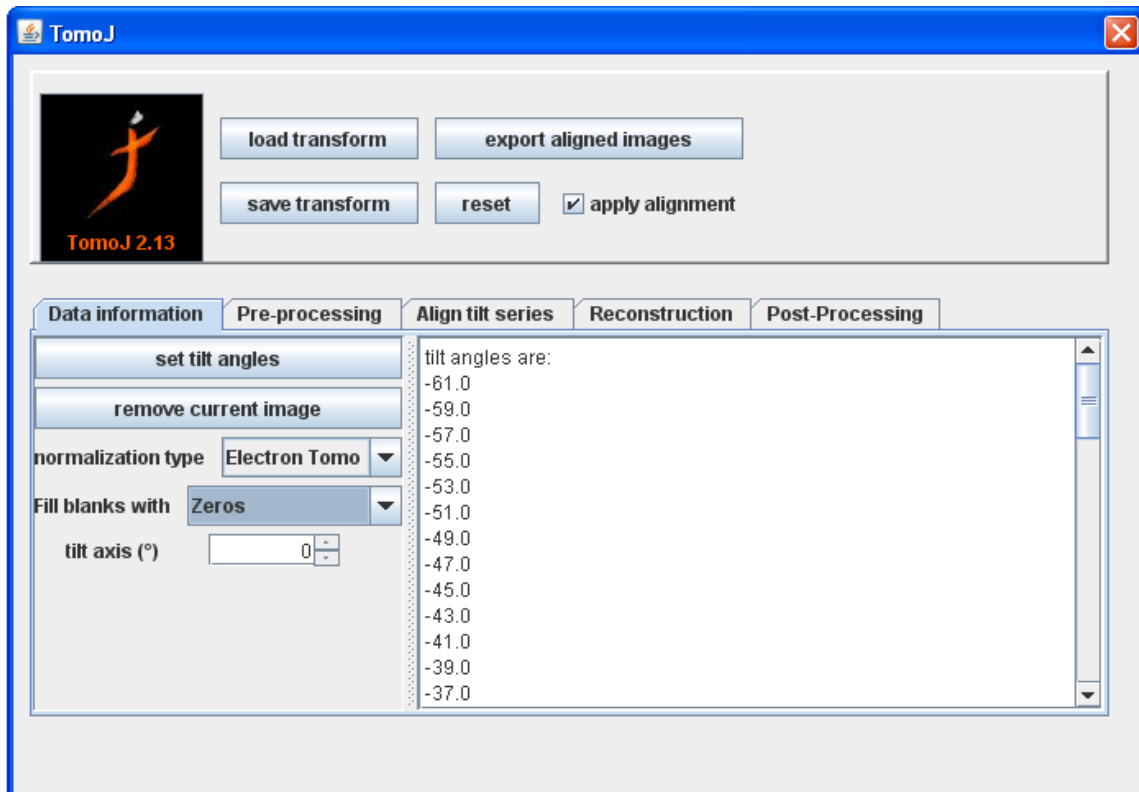 TomoJ
load transform
export aligned images
save transform
reset
apply alignment
TomoJ 2.13
Data information
Pre-processing
Align tilt series
Reconstruction
Post-Processing
set tilt angles
remove current image
normalization type
Electron Tomo
Fill blanks with
Zeros
tilt axis (°)
0
tilt angles are:
-61.0
-59.0
-57.0
-55.0
-53.0
-51.0
-49.0
-47.0
-45.0
-43.0
-41.0
-39.0
-37.0